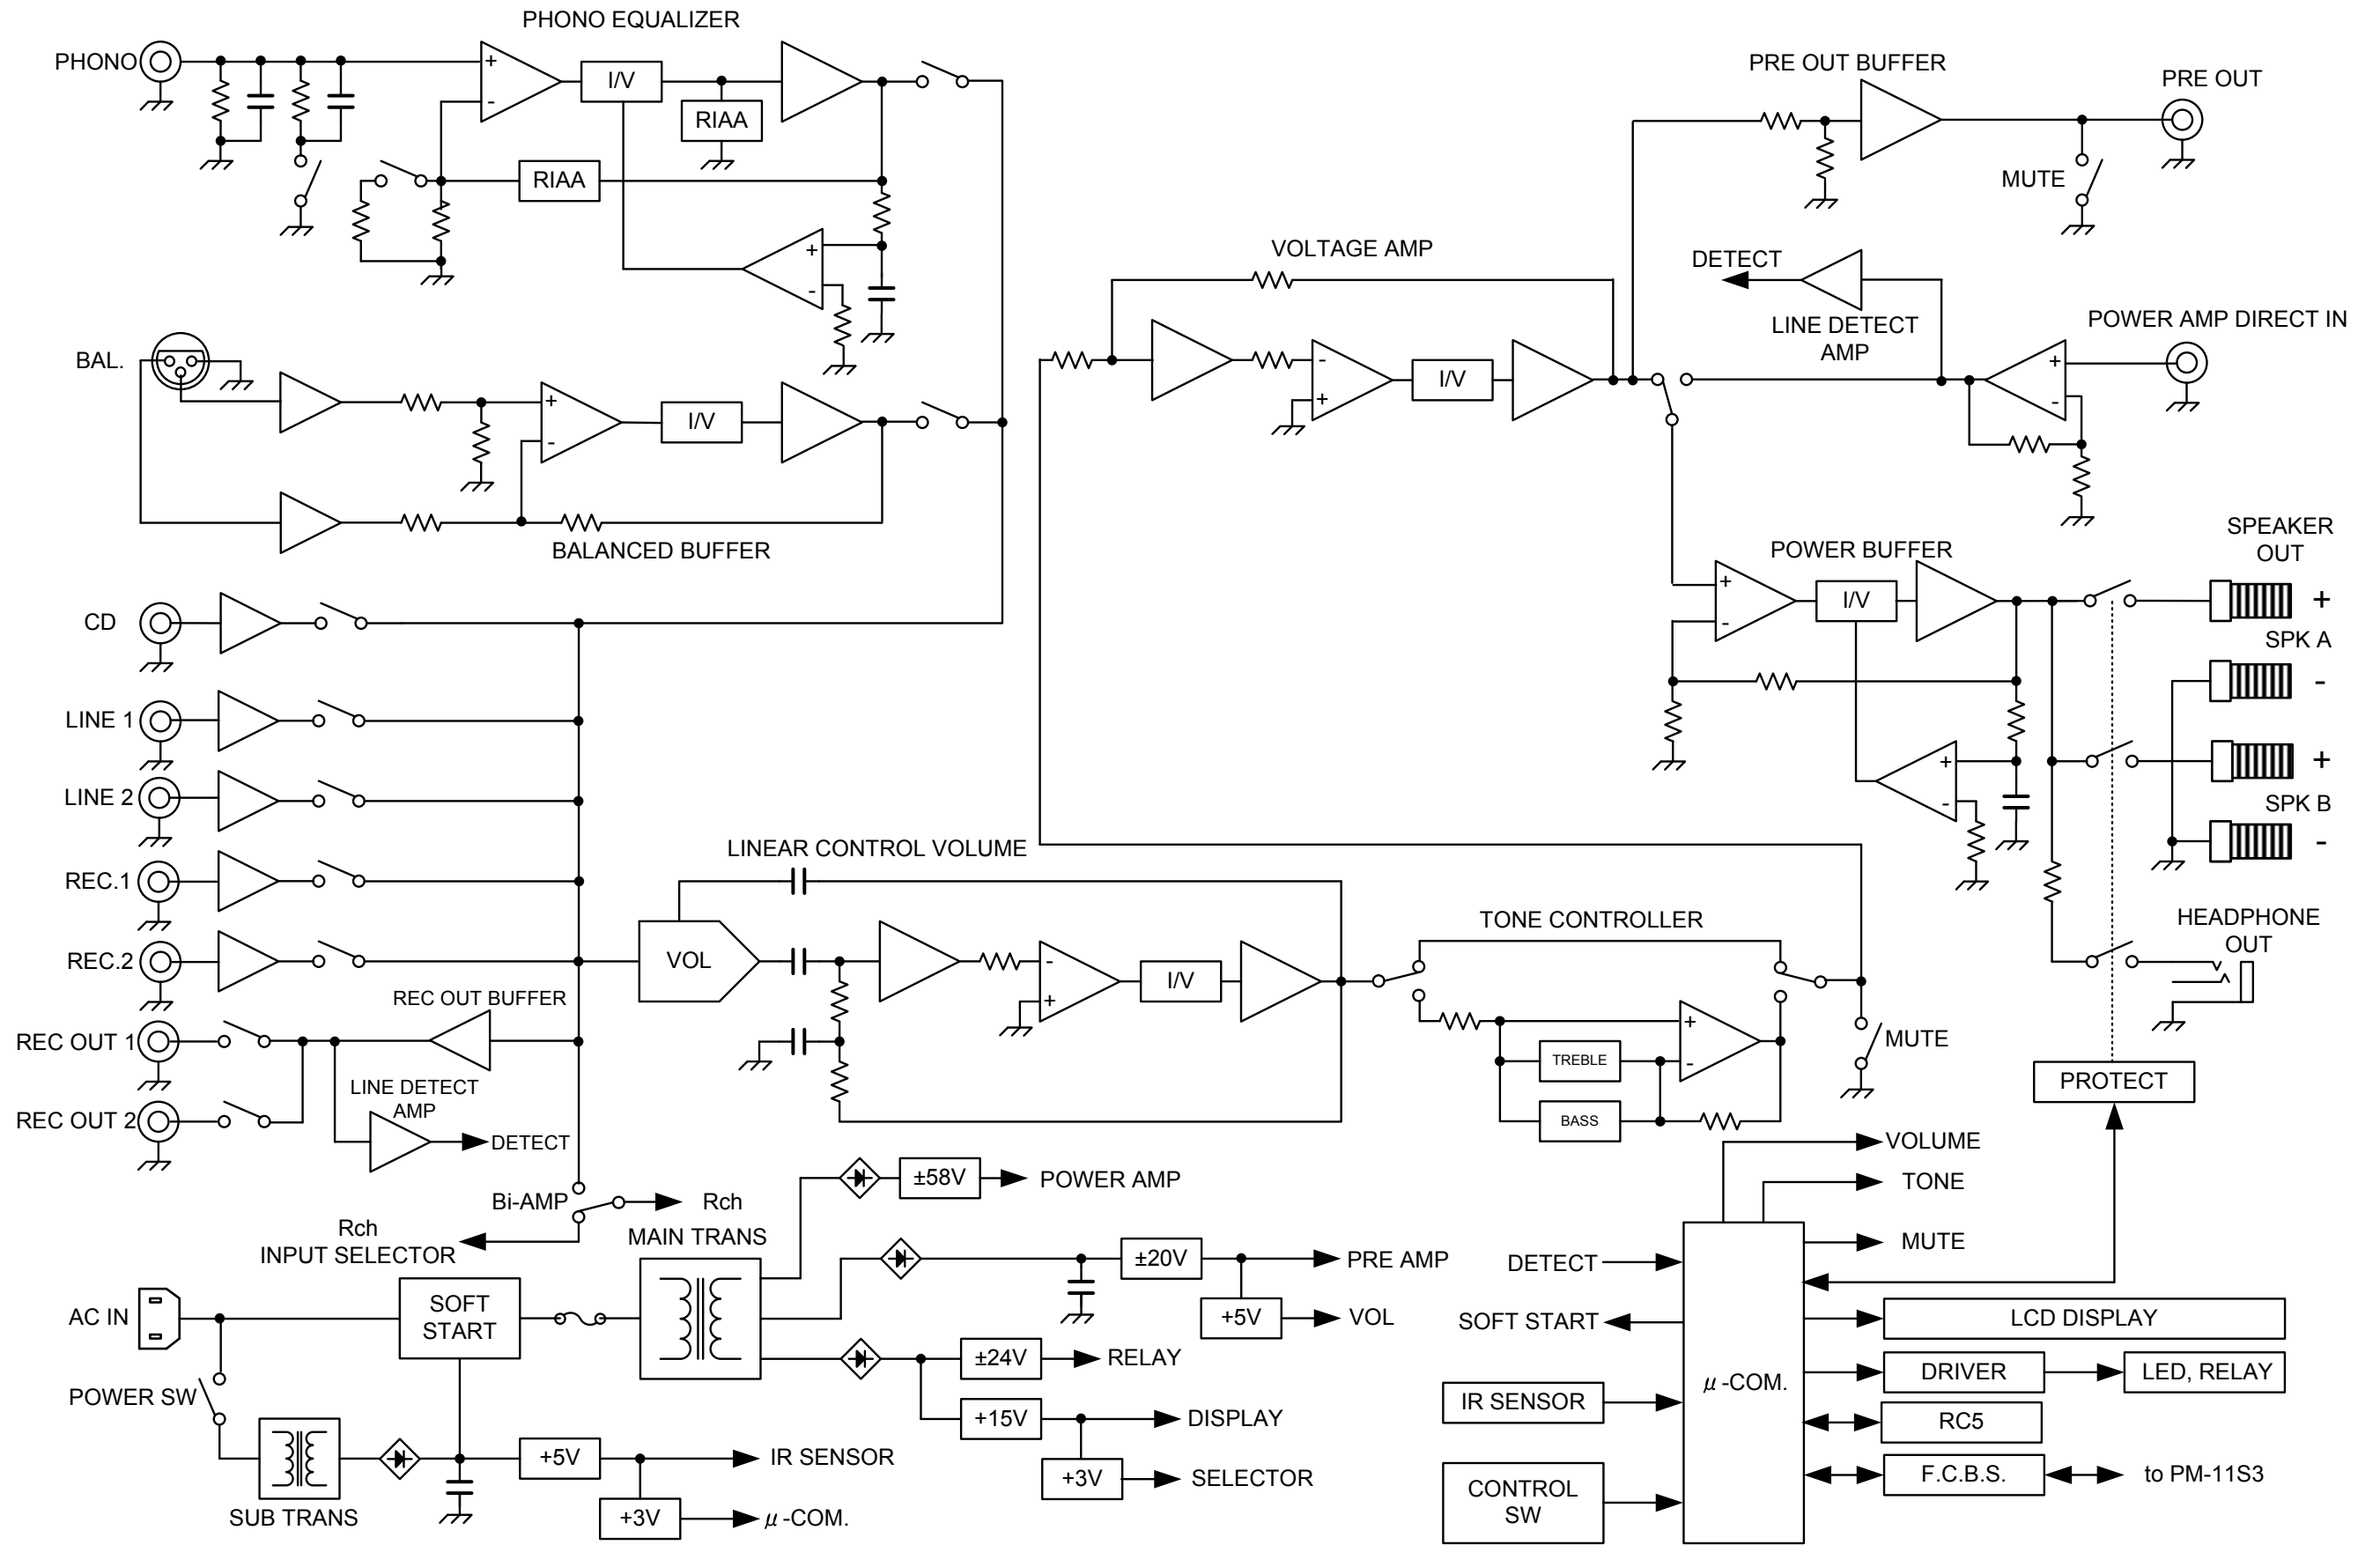 PHONO EQUALIZER
PHONO
+
-
I/V
RIAA
RIAA
+
-
BAL.
+
-
I/V
BALANCED BUFFER
CD
LINE 1
LINE 2
REC.1
REC.2
REC OUT 1
REC OUT 2
REC OUT BUFFER
LINE DETECT
AMP
DETECT
Bi-AMP
Rch
Rch
INPUT SELECTOR
LINEAR CONTROL VOLUME
VOL
-
+
I/V
TONE CONTROLLER
+
-
TREBLE
BASS
MUTE
VOLTAGE AMP
-
+
I/V
PRE OUT BUFFER
PRE OUT
MUTE
DETECT
LINE DETECT
AMP
POWER AMP DIRECT IN
+
-
POWER BUFFER
+
-
I/V
+
-
SPEAKER
OUT
+
SPK A
-
+
SPK B
-
HEADPHONE
OUT
PROTECT
AC IN
POWER SW
SOFT
START
SUB TRANS
MAIN TRANS
±58V
POWER AMP
±20V
PRE AMP
+5V
VOL
±24V
RELAY
+15V
DISPLAY
+3V
SELECTOR
+5V
IR SENSOR
+3V
μ-COM.
VOLUME
TONE
MUTE
DETECT
SOFT START
IR SENSOR
CONTROL
SW
μ-COM.
LCD DISPLAY
DRIVER
LED, RELAY
RC5
F.C.B.S.
to PM-11S3